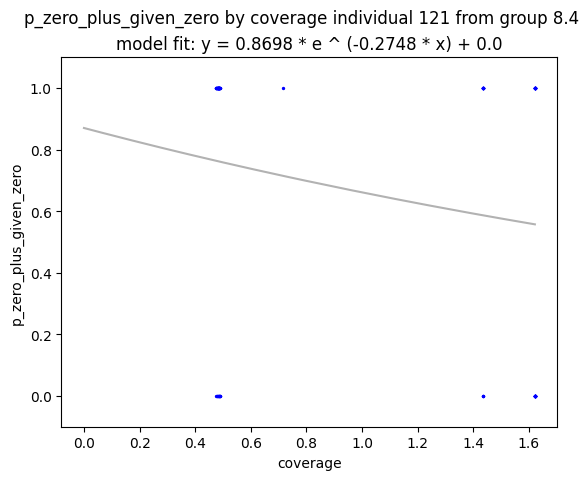 p_zero_plus_given_zero by coverage individual 121 from group 8.4
model fit: y = 0.8698 * e ^ (-0.2748 * x) + 0.0
1.0
0.8
0.6
0.4
0.2
0.0
p_zero_plus_given_zero
0.0 0.2 0.4 0.6 0.8 1.0 1.2 1.4 1.6
coverage